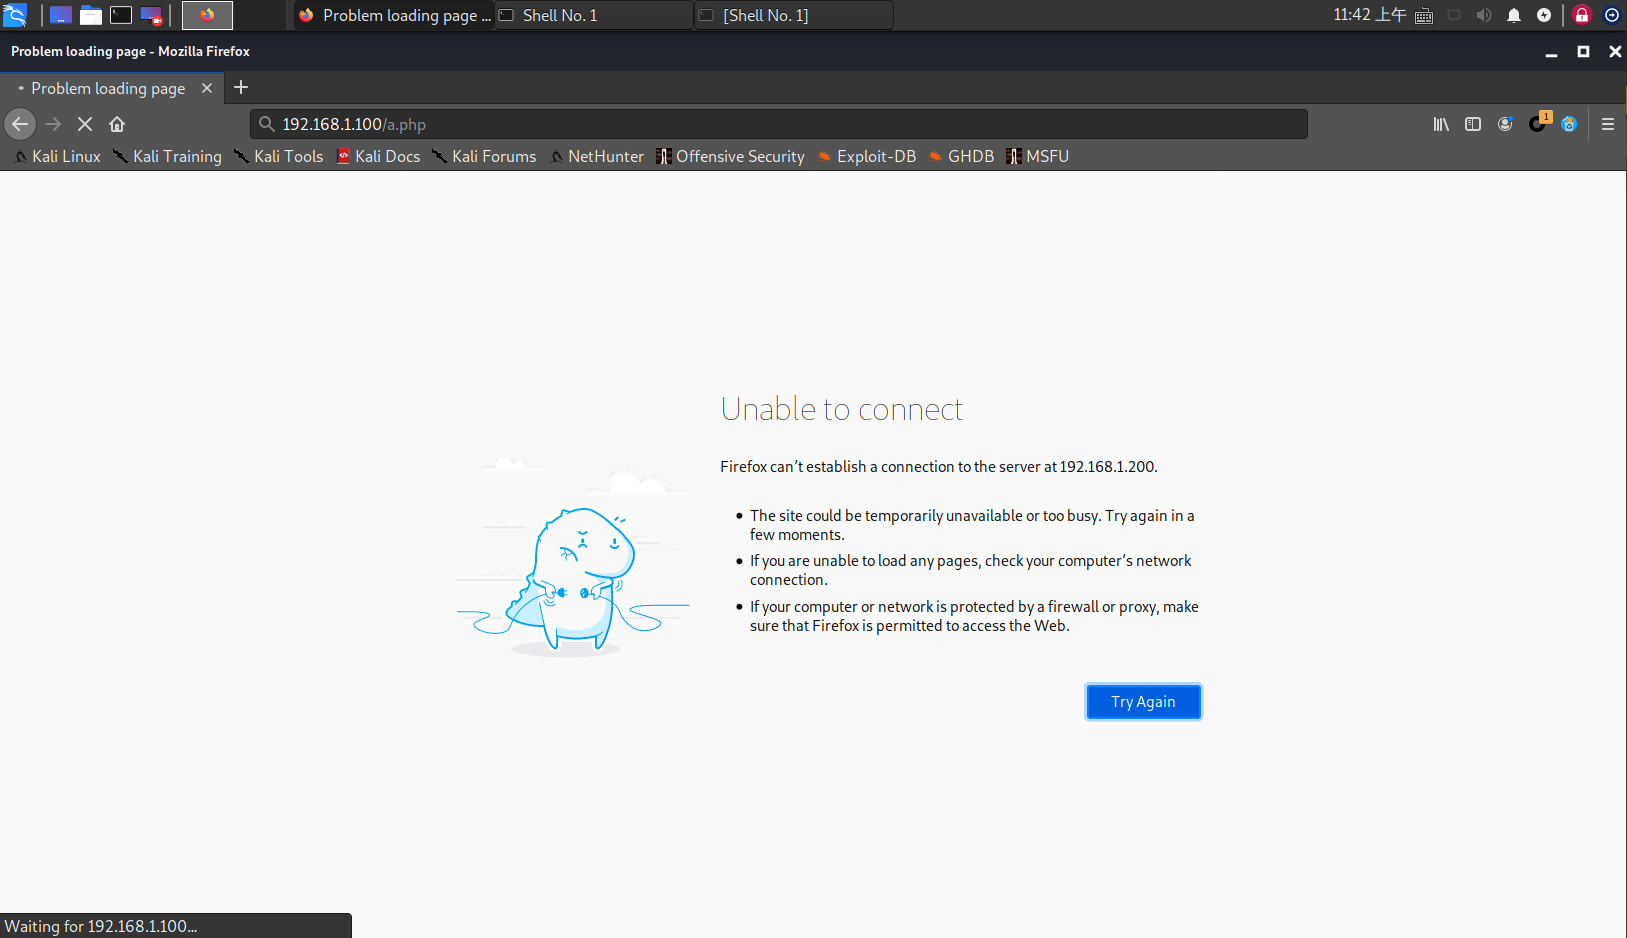 Problem loading page ... Shell No. 1 [Shell No. 1] 11:42 上午
Problem loading page - Mozilla Firefox
Problem loading page
192.168.1.100/a.php 1
Kali Linux Kali Training Kali Tools Kali Docs Kali Forums NetHunter Offensive Security Exploit-DB GHDB MSFU
Unable to connect
Firefox can’t establish a connection to the server at 192.168.1.200.
The site could be temporarily unavailable or too busy. Try again in a
few moments.
If you are unable to load any pages, check your computer’s network
connection.
If your computer or network is protected by a firewall or proxy, make
sure that Firefox is permitted to access the Web.
Try Again
Waiting for 192.168.1.100...